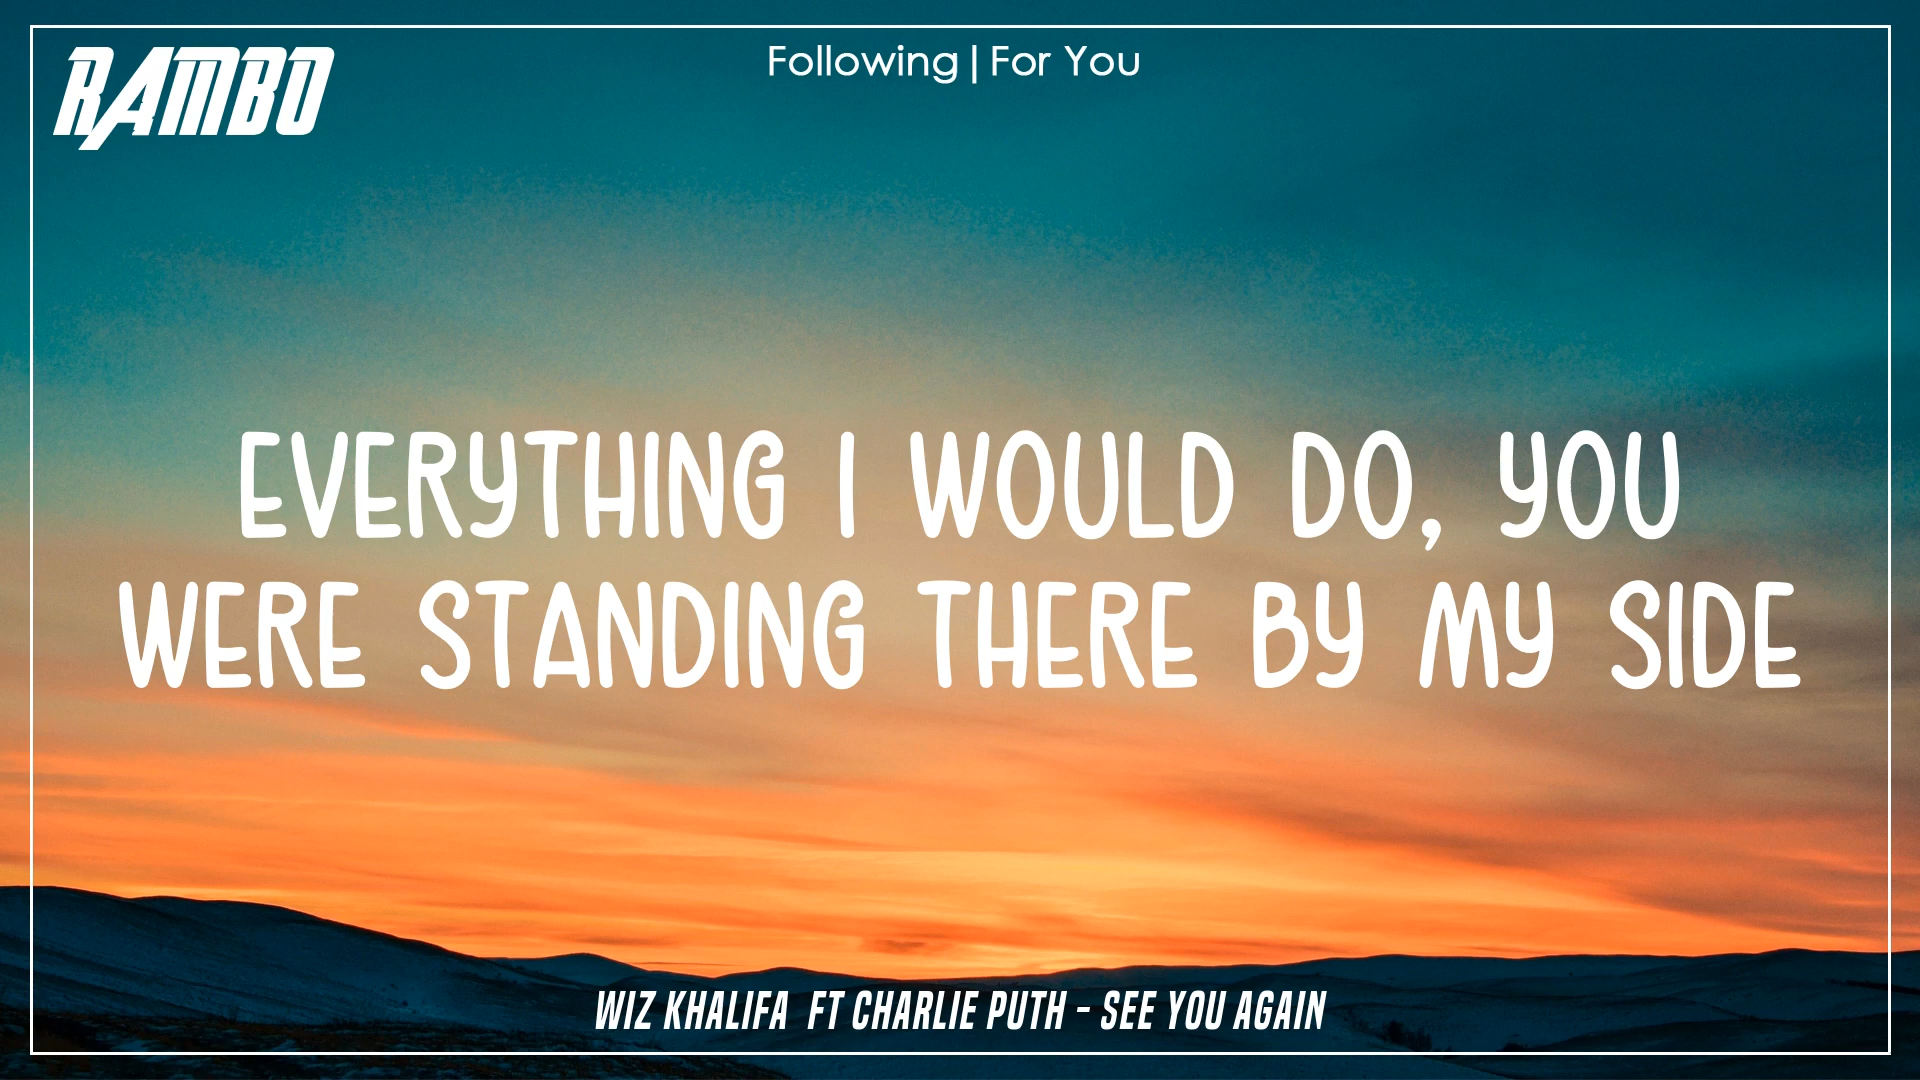 RAMBO
Following | For You
EVERYTHING I WOULD DO, YOU
WERE STANDING THERE BY MY SIDE
WIZ KHALIFA FT CHARLIE PUTH - SEE YOU AGAIN